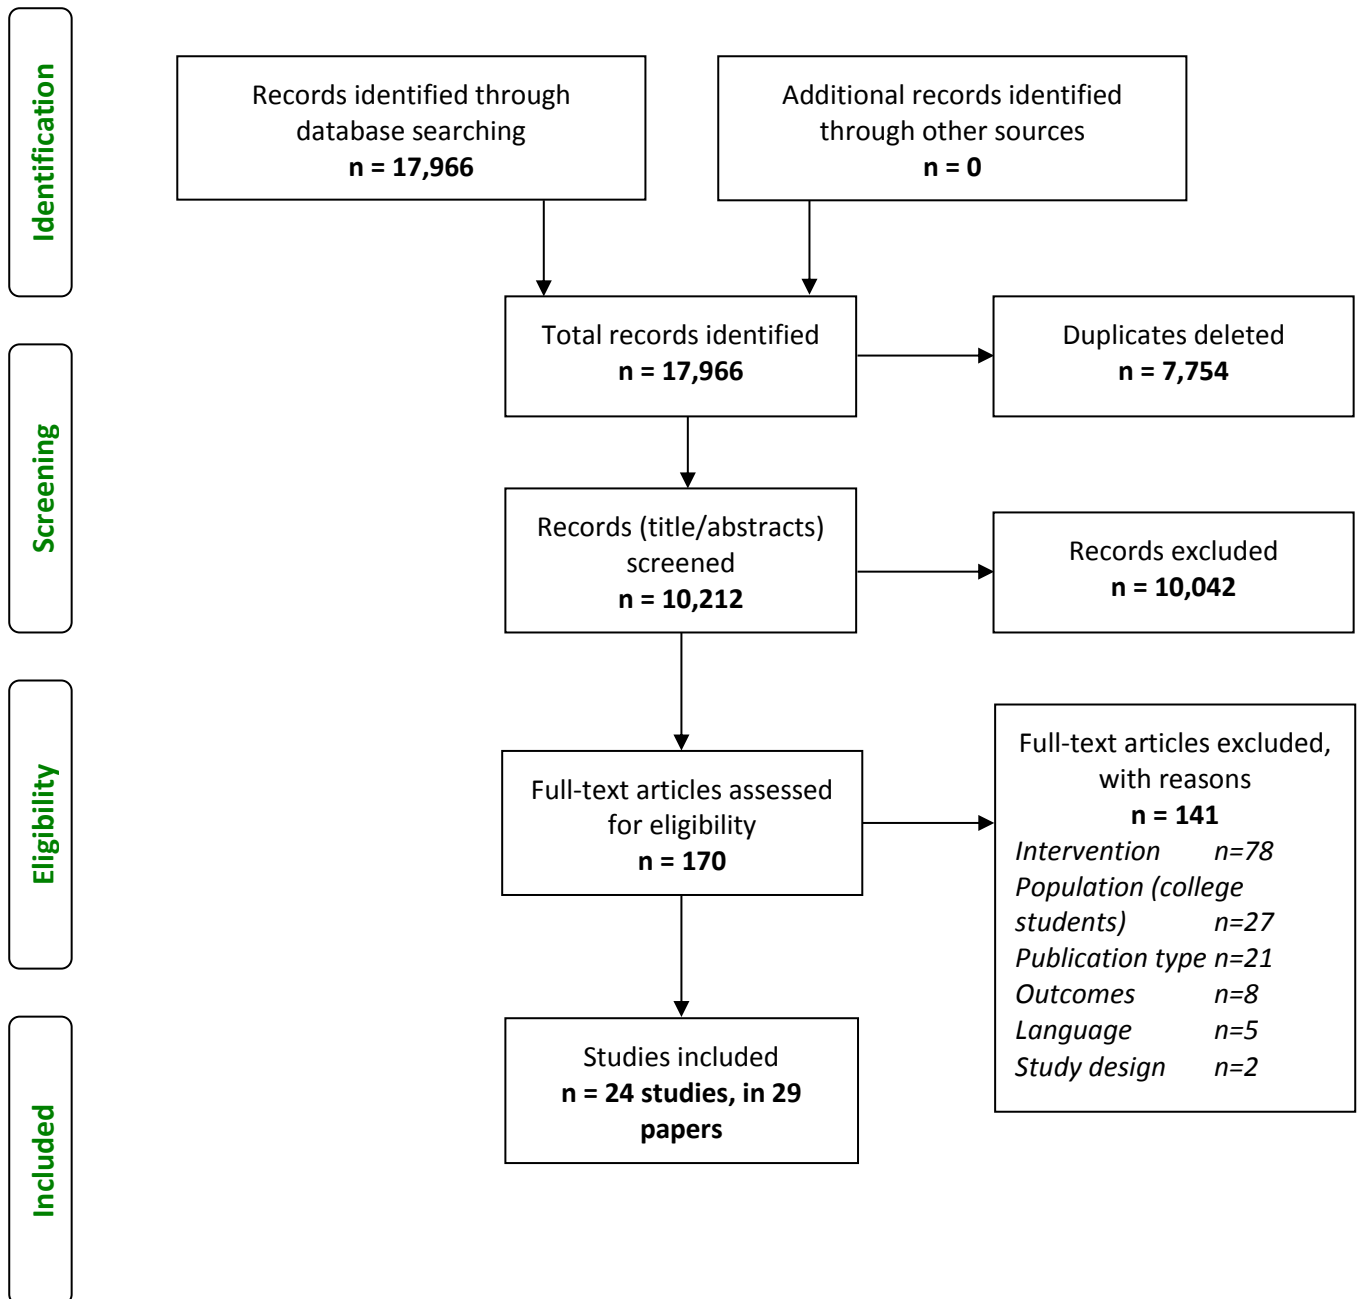 Identification
Records identified through
database searching
n = 17,966
Additional records identified
through other sources
n = 0
Total records identified
n = 17,966
Duplicates deleted
n = 7,754
Screening
Records (title/abstracts)
screened
n = 10,212
Records excluded
n = 10,042
Eligibility
Full-text articles assessed
for eligibility
n = 170
Full-text articles excluded,
with reasons
n = 141
Intervention n=78
Population (college
students) n=27
Publication type n=21
Outcomes n=8
Language n=5
Study design n=2
Included
Studies included
n = 24 studies, in 29
papers